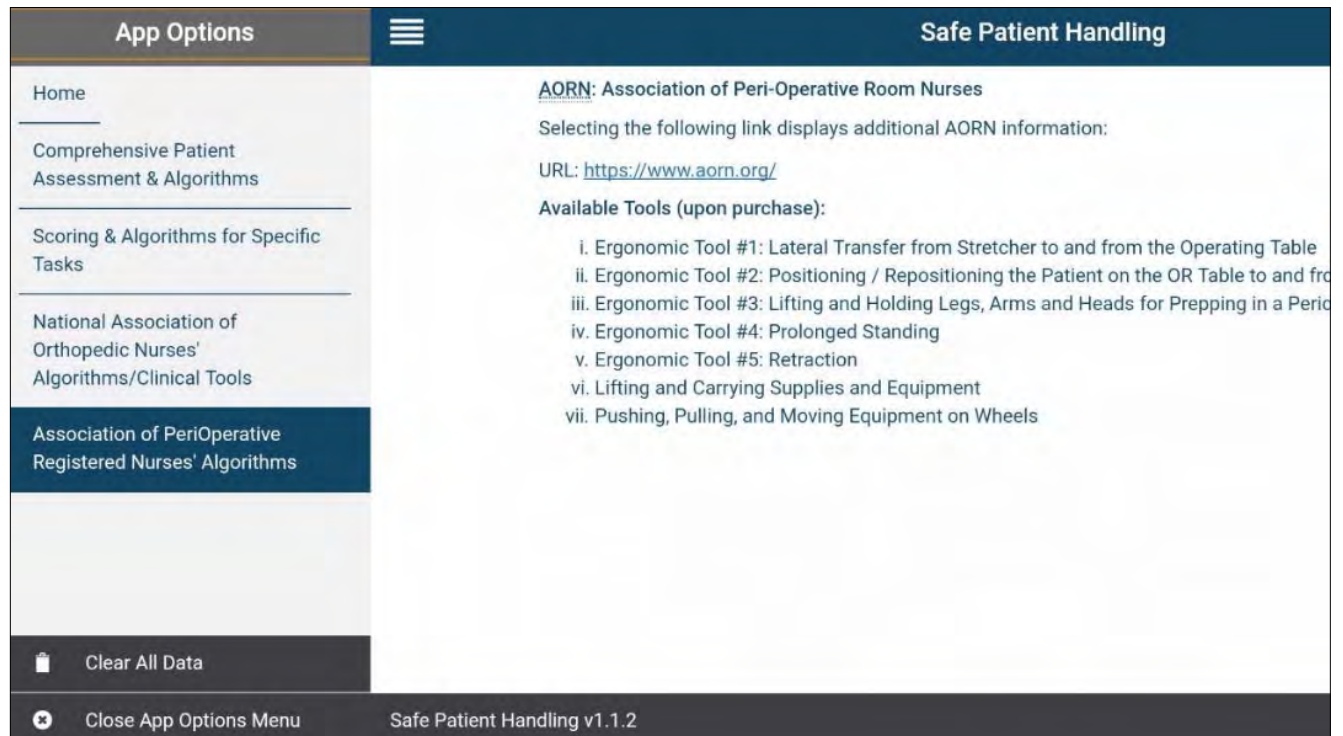 App Options
Home
Comprehensive Patient
Assessment & Algorithms
Scoring & Algorithms for Specific
Tasks
National Association of
Orthopedic Nurses'
Algorithms/Clinical Tools
Association of PeriOperative
Registered Nurses' Algorithms
Clear All Data
Close App Options Menu
Safe Patient Handling
AORN: Association of Peri-Operative Room Nurses
Selecting the following link displays additional AORN information:
URL: https://www.aorn.org/
Available Tools (upon purchase):
i. Ergonomic Tool #1: Lateral Transfer from Stretcher to and from the Operating Table
ii. Ergonomic Tool #2: Positioning / Repositioning the Patient on the OR Table to and fro
iii. Ergonomic Tool #3: Lifting and Holding Legs, Arms and Heads for Prepping in a Perio
iv. Ergonomic Tool #4: Prolonged Standing
v. Ergonomic Tool #5: Retraction
vi. Lifting and Carrying Supplies and Equipment
vii. Pushing, Pulling, and Moving Equipment on Wheels
Safe Patient Handling v1.1.2